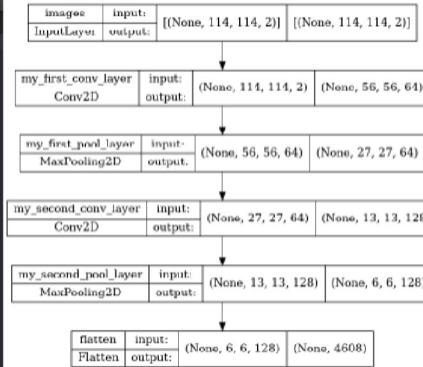 images input: [(None, 114, 114, 2)] [(None, 114, 114, 2)]
InputLayer output:
my_first_conv_layer input: (None, 114, 114, 2) (None, 56, 56, 64)
Conv2D output:
my_first_pool_layer input: (None, 56, 56, 64) (None, 27, 27, 64)
MaxPooling2D output:
my_second_conv_layer input: (None, 27, 27, 64) (None, 13, 13, 128
Conv2D output:
my_second_pool_layer input: (None, 13, 13, 128) (None, 6, 6, 128)
MaxPooling2D output:
flatten input: (None, 6, 6, 128) (None, 4608)
Flatten output: